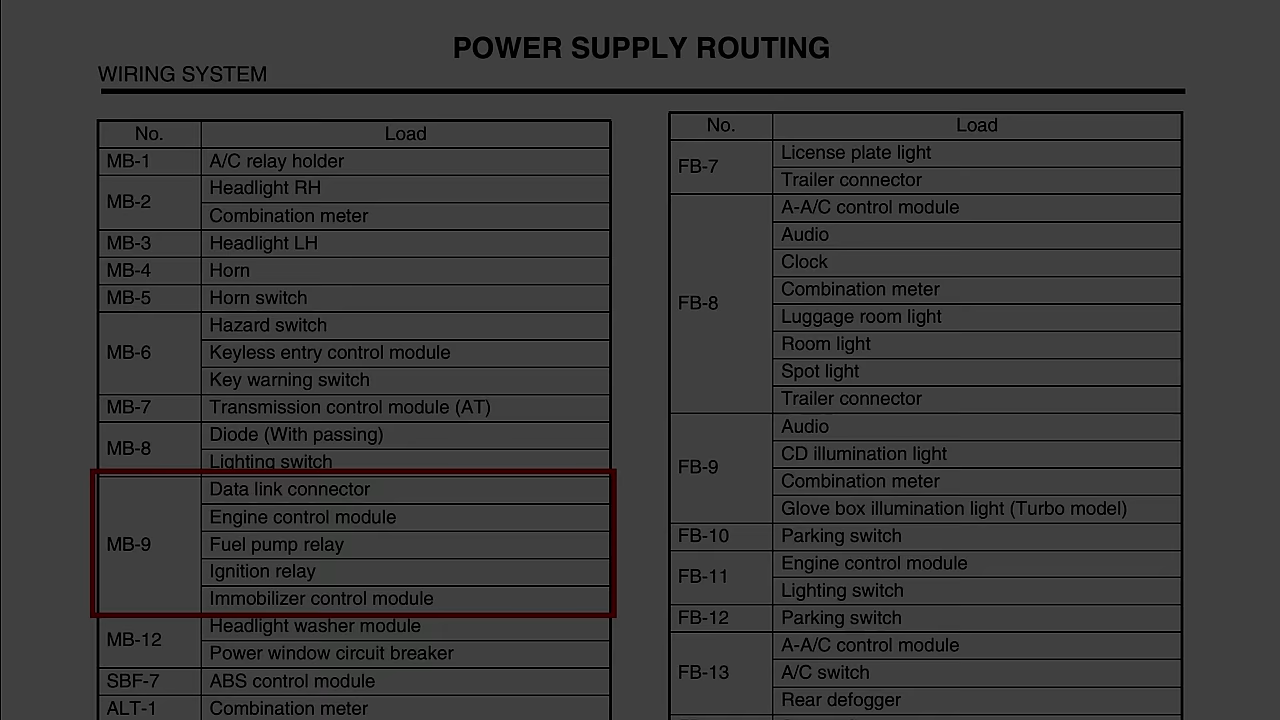 POWER SUPPLY ROUTING
WIRING SYSTEM
No. Load
MB-1 A/C relay holder
MB-2 Headlight RH
Combination meter
MB-3 Headlight LH
MB-4 Horn
MB-5 Horn switch
MB-6 Hazard switch
Keyless entry control module
Key warning switch
MB-7 Transmission control module (AT)
MB-8 Diode (With passing)
Lighting switch
MB-9 Data link connector
Engine control module
Fuel pump relay
Ignition relay
Immobilizer control module
MB-12 Headlight washer module
Power window circuit breaker
SBF-7 ABS control module
ALT-1 Combination meter
No. Load
FB-7 License plate light
Trailer connector
FB-8 A-A/C control module
Audio
Clock
Combination meter
Luggage room light
Room light
Spot light
Trailer connector
FB-9 Audio
CD illumination light
Combination meter
Glove box illumination light (Turbo model)
FB-10 Parking switch
FB-11 Engine control module
Lighting switch
FB-12 Parking switch
FB-13 A-A/C control module
A/C switch
Rear defogger